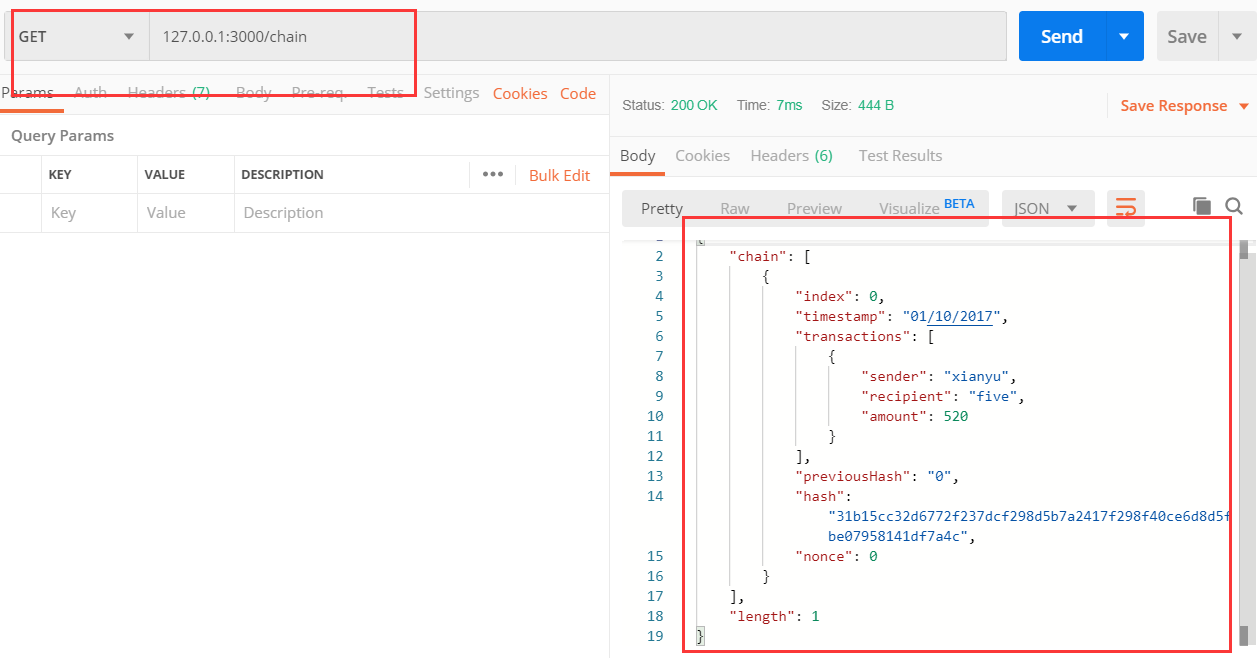 GET 127.0.0.1:3000/chain Send Save
Params Auth Headers (7) Body Pre-req. Tests Settings Cookies Code
Query Params
KEY VALUE DESCRIPTION ••• Bulk Edit
Key Value Description
Status: 200 OK Time: 7ms Size: 444 B Save Response
Body Cookies Headers (6) Test Results
Pretty Raw Preview Visualize BETA JSON
{
2 "chain": [
3 {
4 "index": 0,
5 "timestamp": "01/10/2017",
6 "transactions": [
7 {
8 "sender": "xianyu",
9 "recipient": "five",
10 "amount": 520
11 }
12 ],
13 "previousHash": "0",
14 "hash":
"31b15cc32d6772f237dcf298d5b7a2417f298f40ce6d8d5f
be07958141df7a4c",
15 "nonce": 0
16 }
17 ],
18 "length": 1
19 }